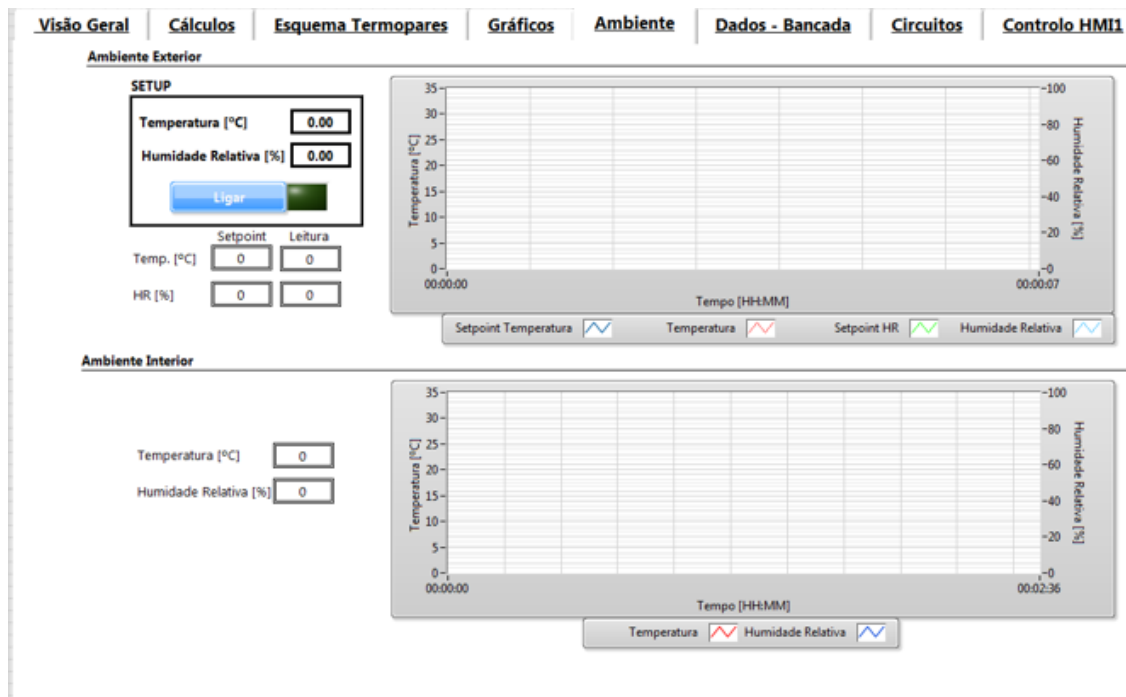 Visão Geral Cálculos Esquema Termopares Gráficos Ambiente Dados - Bancada Circuitos Controlo HMI1
Ambiente Exterior
SETUP
Temperatura [ºC] 0.00
Humidade Relativa [%] 0.00
Ligar
Setpoint Leitura
Temp. [ºC] 0 0
HR [%] 0 0
Temperatura [ºC]
35
30
25
20
15
10
5
0
Humidade Relativa [%]
100
80
60
40
20
0
00:00:00 00:00:07
Tempo [HH:MM]
Setpoint Temperatura Temperatura Setpoint HR Humidade Relativa
Ambiente Interior
Temperatura [ºC] 0
Humidade Relativa [%] 0
Temperatura [ºC]
35
30
25
20
15
10
5
0
Humidade Relativa [%]
100
80
60
40
20
0
00:00:00 00:02:36
Tempo [HH:MM]
Temperatura Humidade Relativa